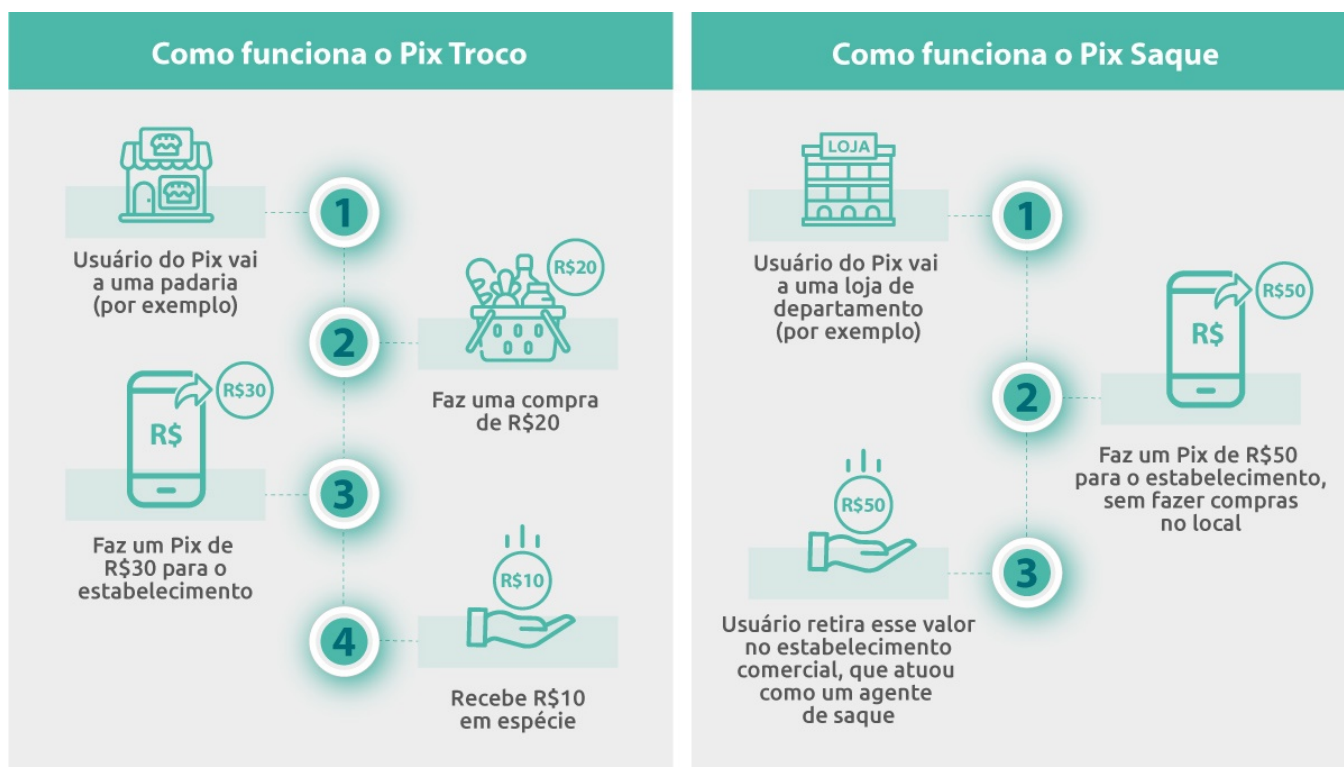 Como funciona o Pix Troco
1
Usuário do Pix vai
a uma padaria
(por exemplo)
2
R$20
Faz uma compra
de R$20
R$30
R$
3
Faz um Pix de
R$30 para o
estabelecimento
4
R$10
Recebe R$10
em espécie
Como funciona o Pix Saque
LOJA
1
Usuário do Pix vai
a uma loja de
departamento
(por exemplo)
R$50
R$
2
Faz um Pix de R$50
para o estabelecimento,
sem fazer compras
no local
R$50
3
Usuário retira esse valor
no estabelecimento
comercial, que atuou
como um agente
de saque